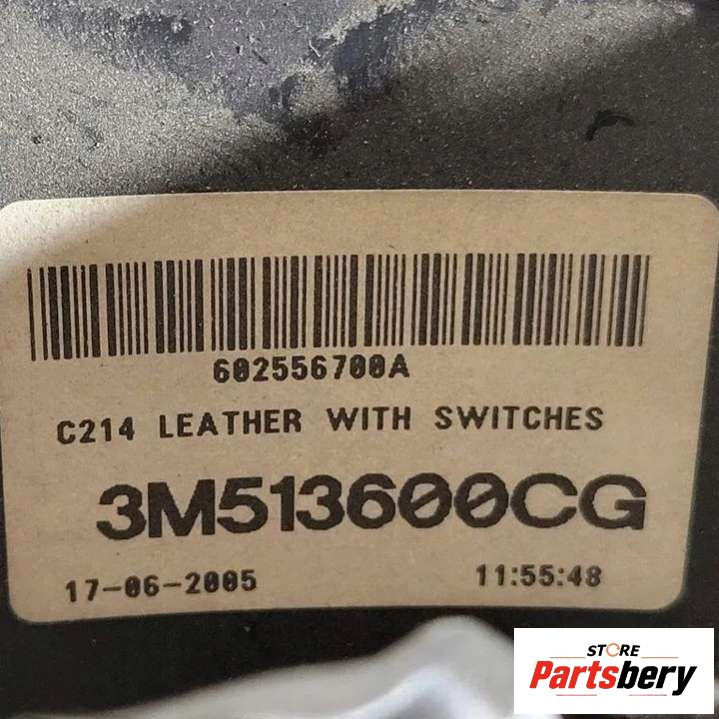 602556700A
C214 LEATHER WITH SWITCHES
3M513600CG
17-06-2005 11:55:48
STORE
Partsbery